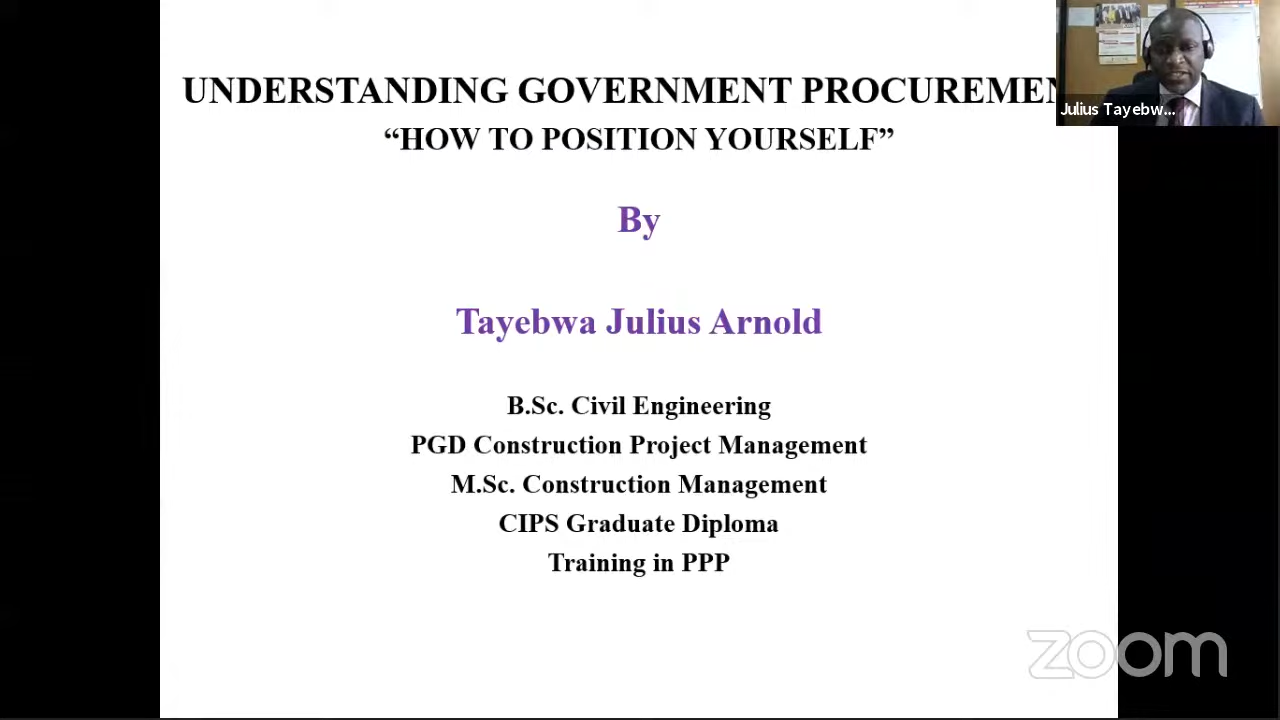 UNDERSTANDING GOVERNMENT PROCUREMEN
“HOW TO POSITION YOURSELF”
By
Tayebwa Julius Arnold
B.Sc. Civil Engineering
PGD Construction Project Management
M.Sc. Construction Management
CIPS Graduate Diploma
Training in PPP
Julius Tayebw...
zoom